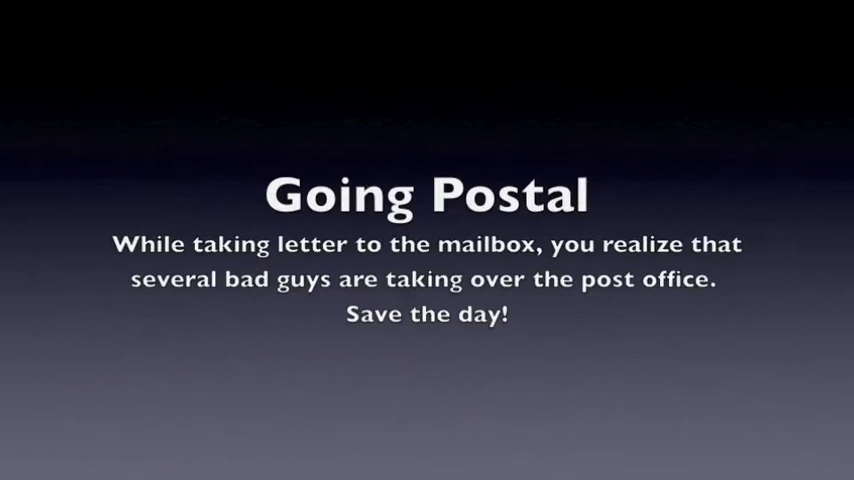 Going Postal
While taking letter to the mailbox, you realize that
several bad guys are taking over the post office.
Save the day!